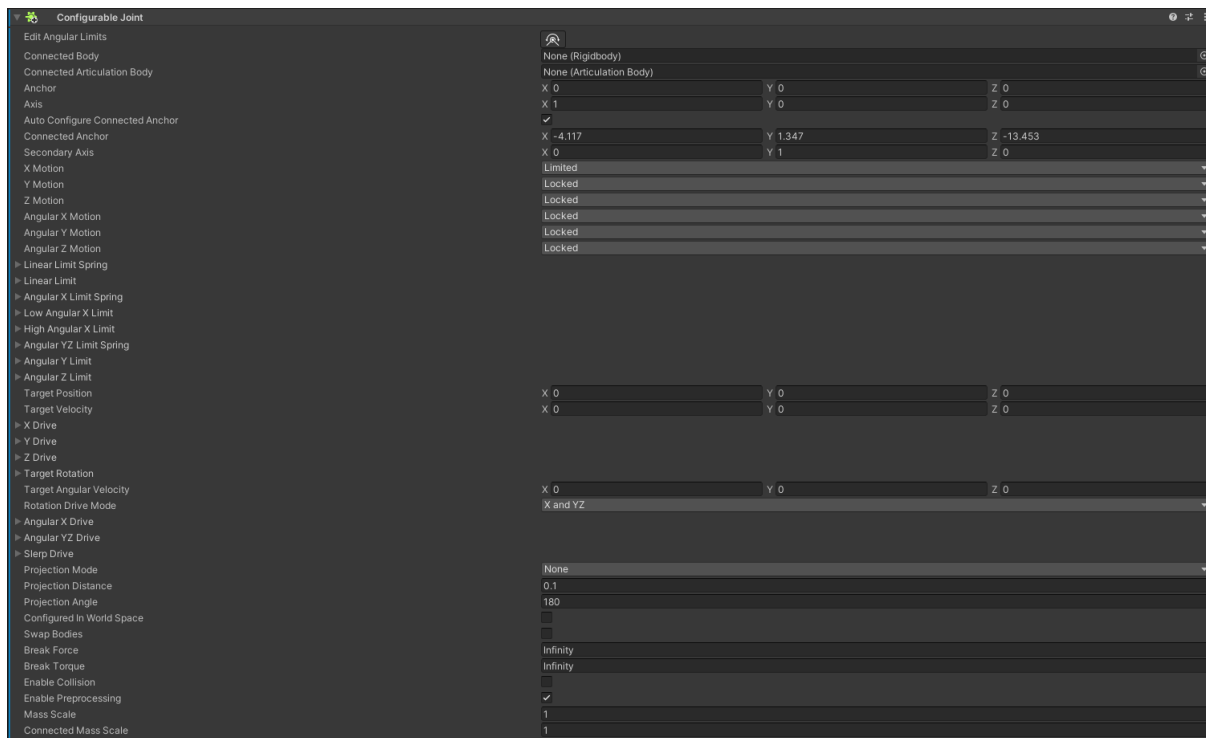 Configurable Joint
Edit Angular Limits
Connected Body None (Rigidbody)
Connected Articulation Body None (Articulation Body)
Anchor X 0 Y 0 Z 0
Axis X 1 Y 0 Z 0
Auto Configure Connected Anchor
Connected Anchor X -4.117 Y 1.347 Z -13.453
Secondary Axis X 0 Y 1 Z 0
X Motion Limited
Y Motion Locked
Z Motion Locked
Angular X Motion Locked
Angular Y Motion Locked
Angular Z Motion Locked
Linear Limit Spring
Linear Limit
Angular X Limit Spring
Low Angular X Limit
High Angular X Limit
Angular YZ Limit Spring
Angular Y Limit
Angular Z Limit
Target Position X 0 Y 0 Z 0
Target Velocity X 0 Y 0 Z 0
X Drive
Y Drive
Z Drive
Target Rotation
Target Angular Velocity X 0 Y 0 Z 0
Rotation Drive Mode X and YZ
Angular X Drive
Angular YZ Drive
Slerp Drive
Projection Mode None
Projection Distance 0.1
Projection Angle 180
Configured In World Space
Swap Bodies
Break Force Infinity
Break Torque Infinity
Enable Collision
Enable Preprocessing
Mass Scale 1
Connected Mass Scale 1